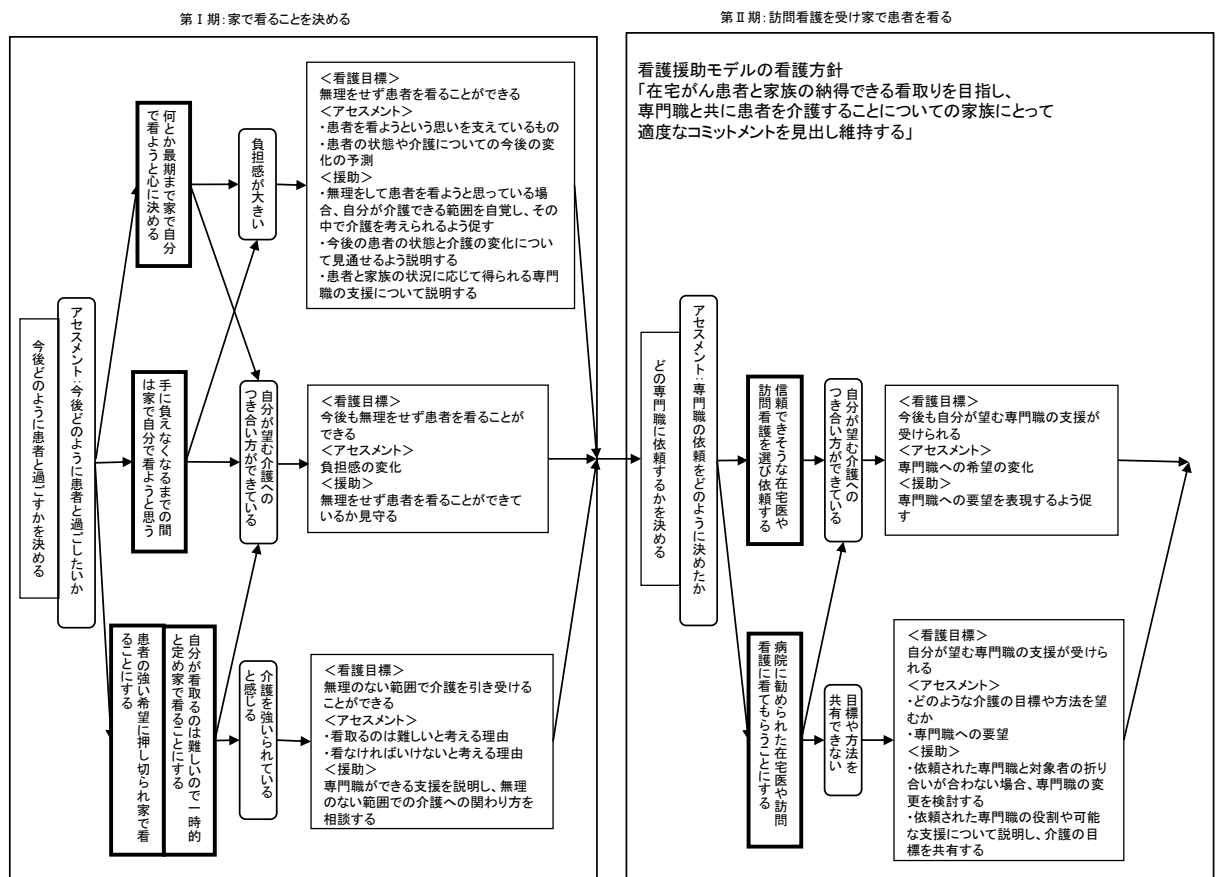 第Ⅰ期:家で看ることを決める
今後どのように患者と過ごすかを決める
アセスメント:今後どのように患者と過ごしたいか
何とか最期まで家で自分
で看ようと心に決める
手に負えなくなるまでの間
は家で自分で看ようと思う
自分が看取るのは難しいので一時的
と定め家で看ることにする
患者の強い希望に押し切られ家で看
ることにする
負担感が大きい
自分が望む介護への
つき合い方ができている
介護を強いられている
と感じる
<看護目標>
無理をせず患者を看ることができる
<アセスメント>
・患者を看ようという思いを支えているもの
・患者の状態や介護についての今後の変
化の予測
<援助>
・無理をして患者を看ようと思っている場
合、自分が介護できる範囲を自覚し、その
中で介護を考えられるよう促す
・今後の患者の状態と介護の変化につい
て見通せるよう説明する
・患者と家族の状況に応じて得られる専門
職の支援について説明する
<看護目標>
今後も無理をせず患者を看ることが
できる
<アセスメント>
負担感の変化
<援助>
無理をせず患者を看ることができて
いるか見守る
<看護目標>
無理のない範囲で介護を引き受ける
ことができる
<アセスメント>
・看取るのは難しいと考える理由
・看なければいけないと考える理由
<援助>
専門職ができる支援を説明し、無理
のない範囲での介護への関わり方を
相談する
第Ⅱ期:訪問看護を受け家で患者を看る
看護援助モデルの看護方針
「在宅がん患者と家族の納得できる看取りを目指し、
専門職と共に患者を介護することについての家族にとって
適度なコミットメントを見出し維持する」
どの専門職に依頼するかを決める
アセスメント:専門職の依頼をどのように決めたか
信頼できそうな在宅医や
訪問看護を選び依頼する
病院に勧められた在宅医や訪問
看護に看てもらうことにする
自分が望む介護への
つき合い方ができている
目標や方法を
共有できない
<看護目標>
今後も自分が望む専門職の支援が
受けられる
<アセスメント>
専門職への希望の変化
<援助>
専門職への要望を表現するよう促
す
<看護目標>
自分が望む専門職の支援が受けら
れる
<アセスメント>
・どのような介護の目標や方法を望
むか
・専門職への要望
<援助>
・依頼された専門職と対象者の折り
合いが合わない場合、専門職の変
更を検討する
・依頼された専門職の役割や可能
な支援について説明し、介護の目
標を共有する